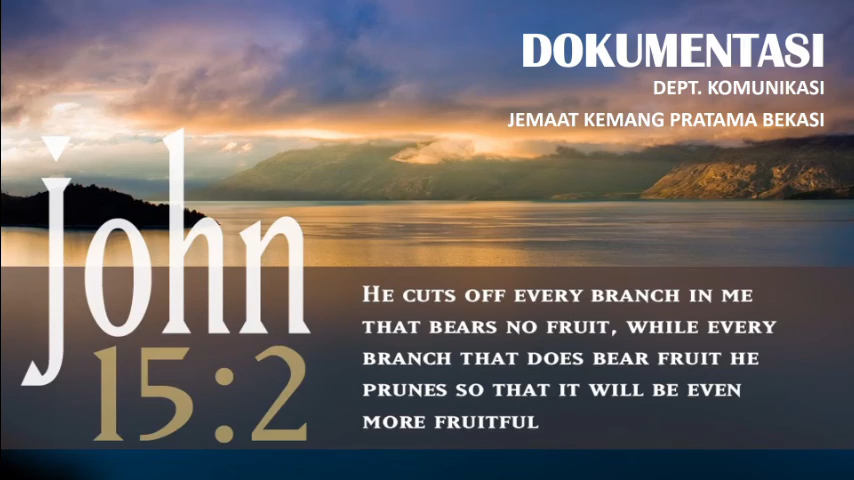 DOKUMENTASI
DEPT. KOMUNIKASI
JEMAAT KEMANG PRATAMA BEKASI
john
15:2
He cuts off every branch in me
that bears no fruit, while every
branch that does bear fruit he
prunes so that it will be even
more fruitful